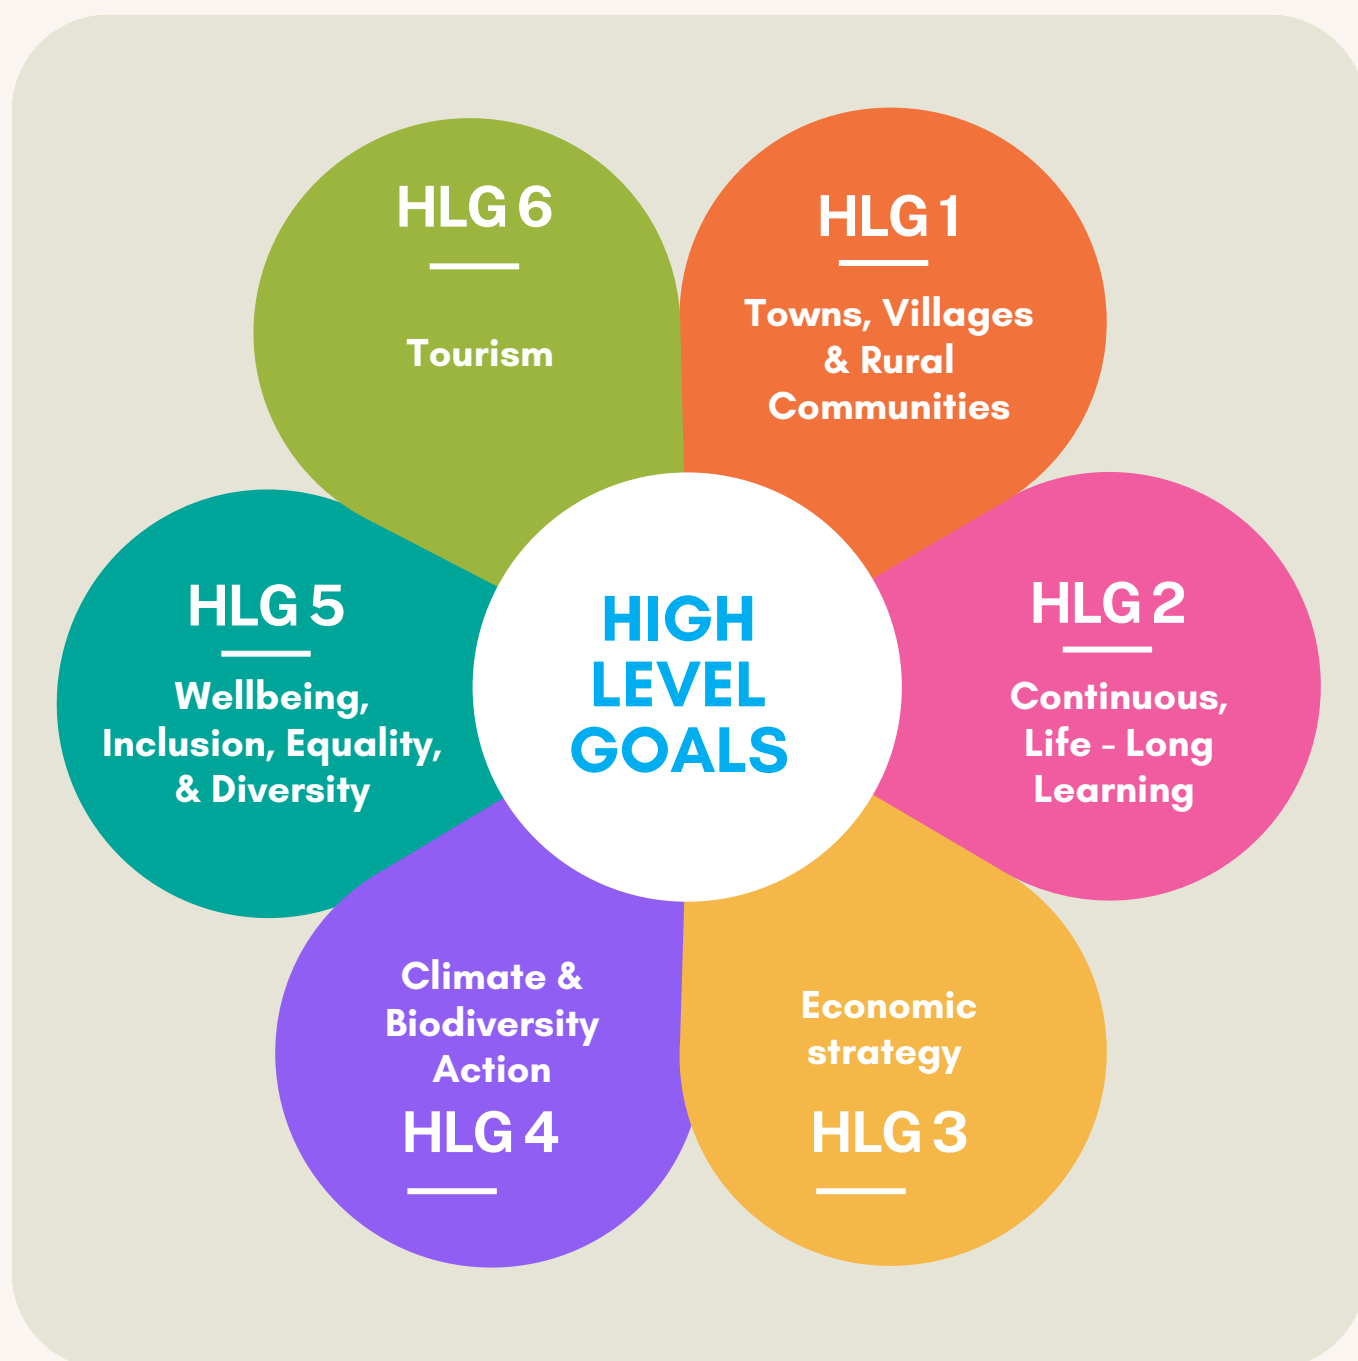 HLG 6
Tourism
HLG 1
Towns, Villages
& Rural
Communities
HLG 5
Wellbeing,
Inclusion, Equality,
& Diversity
HIGH
LEVEL
GOALS
HLG 2
Continuous,
Life - Long
Learning
Climate &
Biodiversity
Action
HLG 4
Economic
strategy
HLG 3